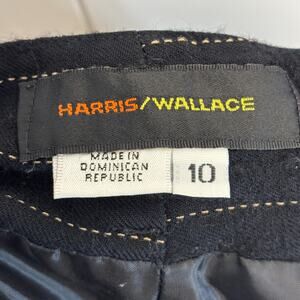 HARRIS/WALLACE
MADE IN
DOMINICAN
REPUBLIC
10